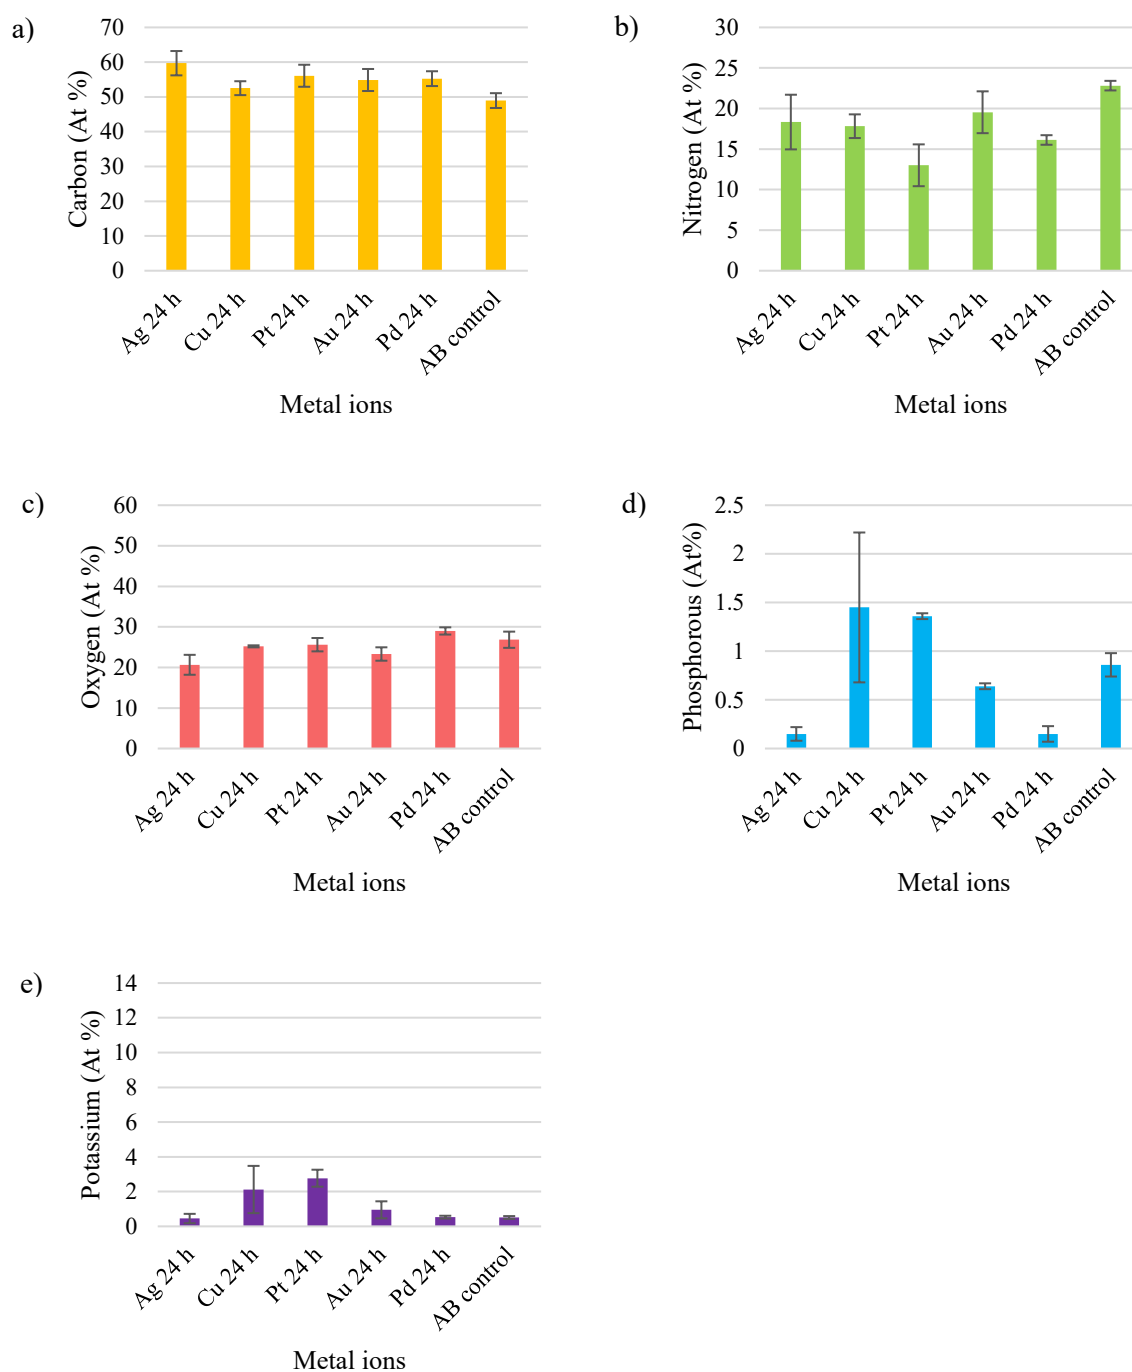 a)
Carbon (At %)
70
60
50
40
30
20
10
0
Ag 24 h
Cu 24 h
Pt 24 h
Au 24 h
Pd 24 h
AB control
Metal ions
b)
Nitrogen (At %)
30
25
20
15
10
5
0
Ag 24 h
Cu 24 h
Pt 24 h
Au 24 h
Pd 24 h
AB control
Metal ions
c)
Oxygen (At %)
60
50
40
30
20
10
0
Ag 24 h
Cu 24 h
Pt 24 h
Au 24 h
Pd 24 h
AB control
Metal ions
d)
Phosphorous (At%)
2.5
2
1.5
1
0.5
0
Ag 24 h
Cu 24 h
Pt 24 h
Au 24 h
Pd 24 h
AB control
Metal ions
e)
Potassium (At %)
14
12
10
8
6
4
2
0
Ag 24 h
Cu 24 h
Pt 24 h
Au 24 h
Pd 24 h
AB control
Metal ions